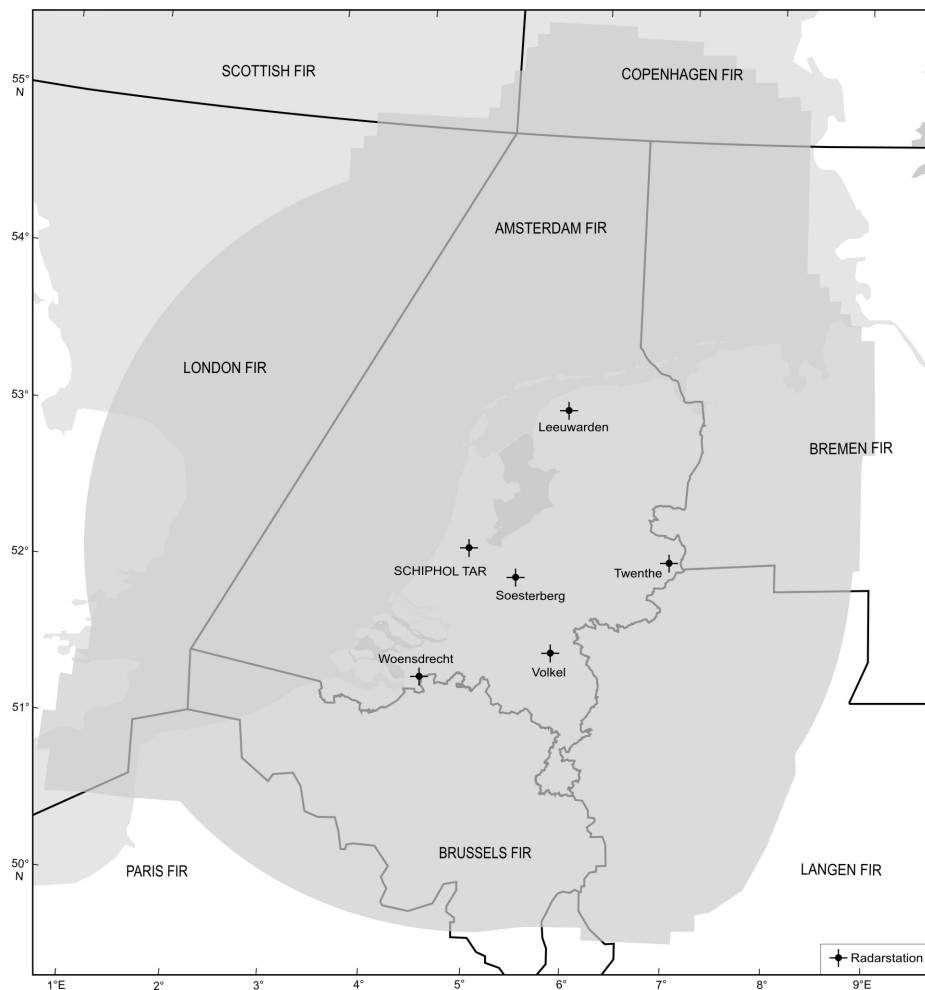 SCOTTISH FIR
COPENHAGEN FIR
55°
N
AMSTERDAM FIR
54°
LONDON FIR
53°
Leeuwarden
BREMEN FIR
52°
SCHIPHOL TAR
Twenthe
Soesterberg
Woensdrecht
Volkel
51°
BRUSSELS FIR
50°
N
PARIS FIR
LANGEN FIR
Radarstation
1°E
2°
3°
4°
5°
6°
7°
8°
9°E